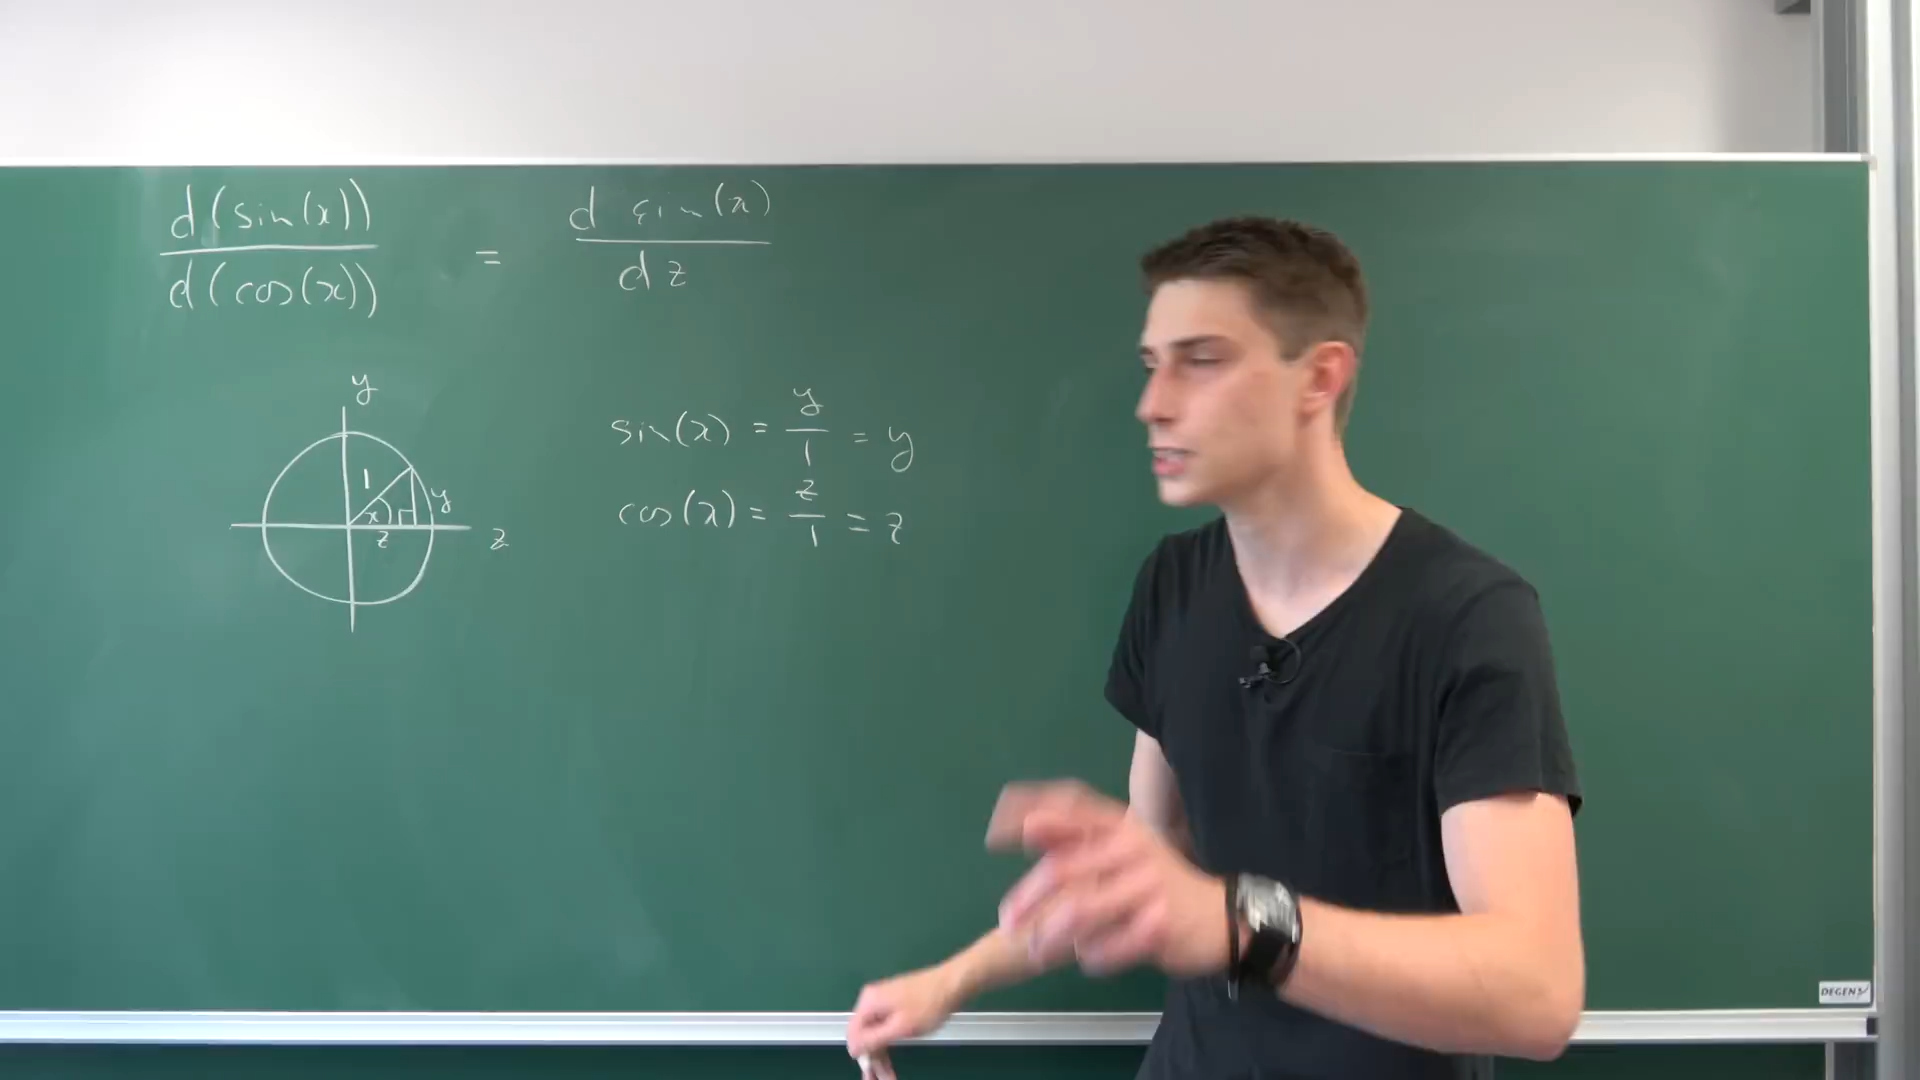 d(sin(x)) / d(cos(x)) = d sin(x) / dz
y
1
y
x
z
z
sin(x) = y/1 = y
cos(x) = z/1 = z
DEGEN